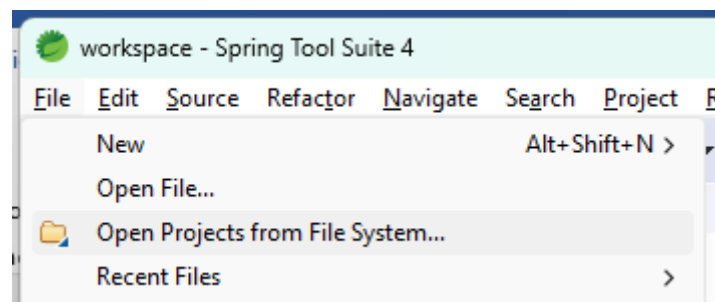 workspace - Spring Tool Suite 4
File Edit Source Refactor Navigate Search Project
New Alt+Shift+N >
Open File...
Open Projects from File System...
Recent Files >